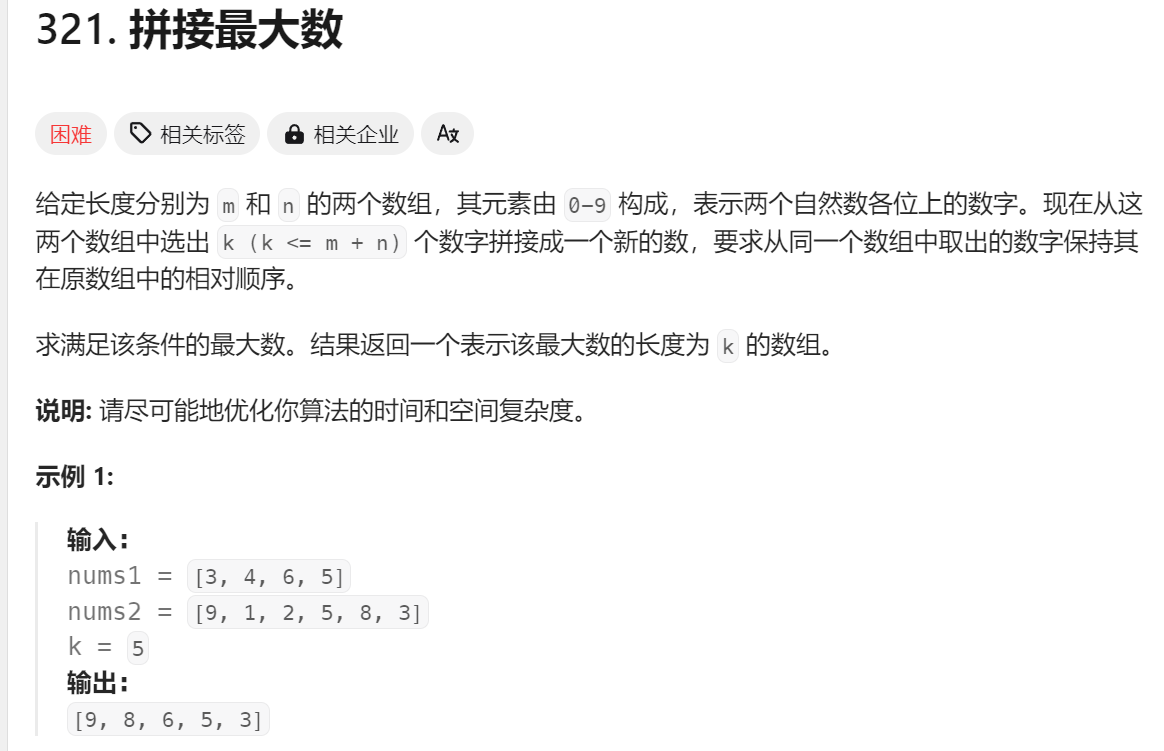 321. 拼接最大数
困难 相关标签 相关企业 A文
给定长度分别为 m 和 n 的两个数组，其元素由 0-9 构成，表示两个自然数各位上的数字。现在从这
两个数组中选出 k (k <= m + n) 个数字拼接成一个新的数，要求从同一个数组中取出的数字保持其
在原数组中的相对顺序。
求满足该条件的最大数。结果返回一个表示该最大数的长度为 k 的数组。
说明: 请尽可能地优化你算法的时间和空间复杂度。
示例 1:
输入:
nums1 = [3, 4, 6, 5]
nums2 = [9, 1, 2, 5, 8, 3]
k = 5
输出:
[9, 8, 6, 5, 3]